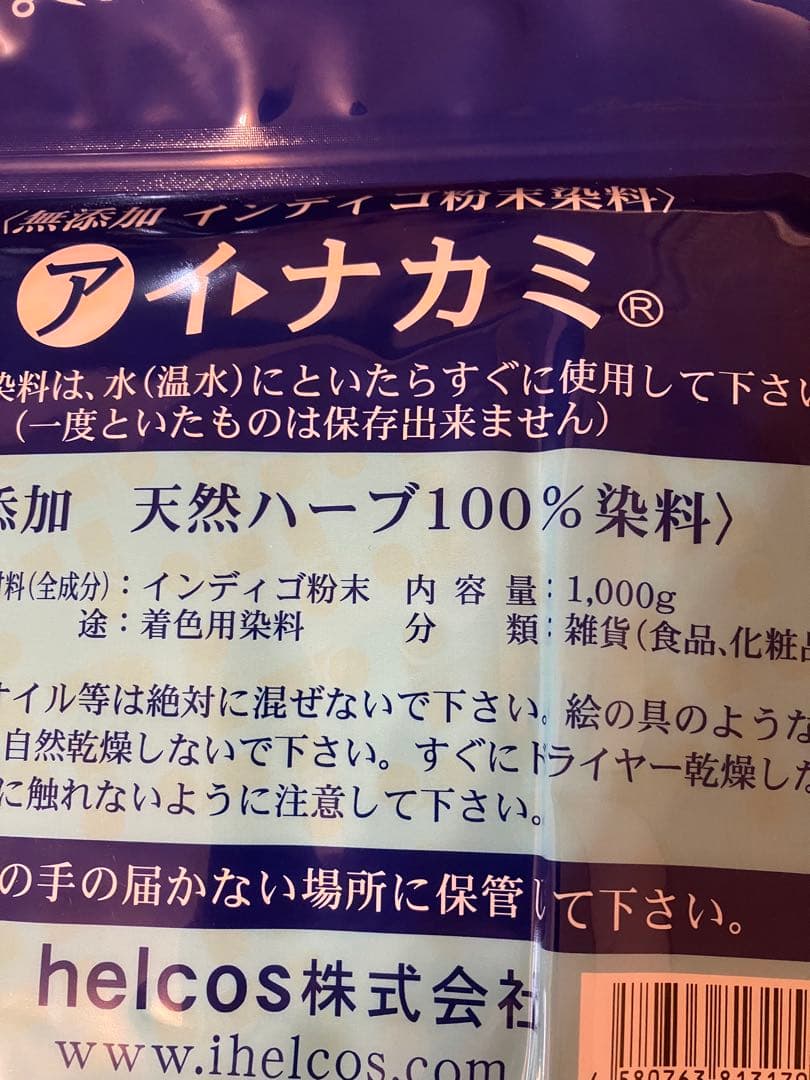 〈無添加 インディゴ粉末染料〉
アイナカミ®
染料は、水(温水)にといたらすぐに使用して下さい
(一度といたものは保存出来ません)
添加 天然ハーブ100%染料〉
材料(全成分):インディゴ粉末 内容量:1,000g
途:着色用染料 分類:雑貨(食品、化粧品
オイル等は絶対に混ぜないで下さい。絵の具のような
自然乾燥しないで下さい。すぐにドライヤー乾燥しな
に触れないように注意して下さい。
の手の届かない場所に保管して下さい。
helcos株式会社
www.ihelcos.com
4 580763 813179